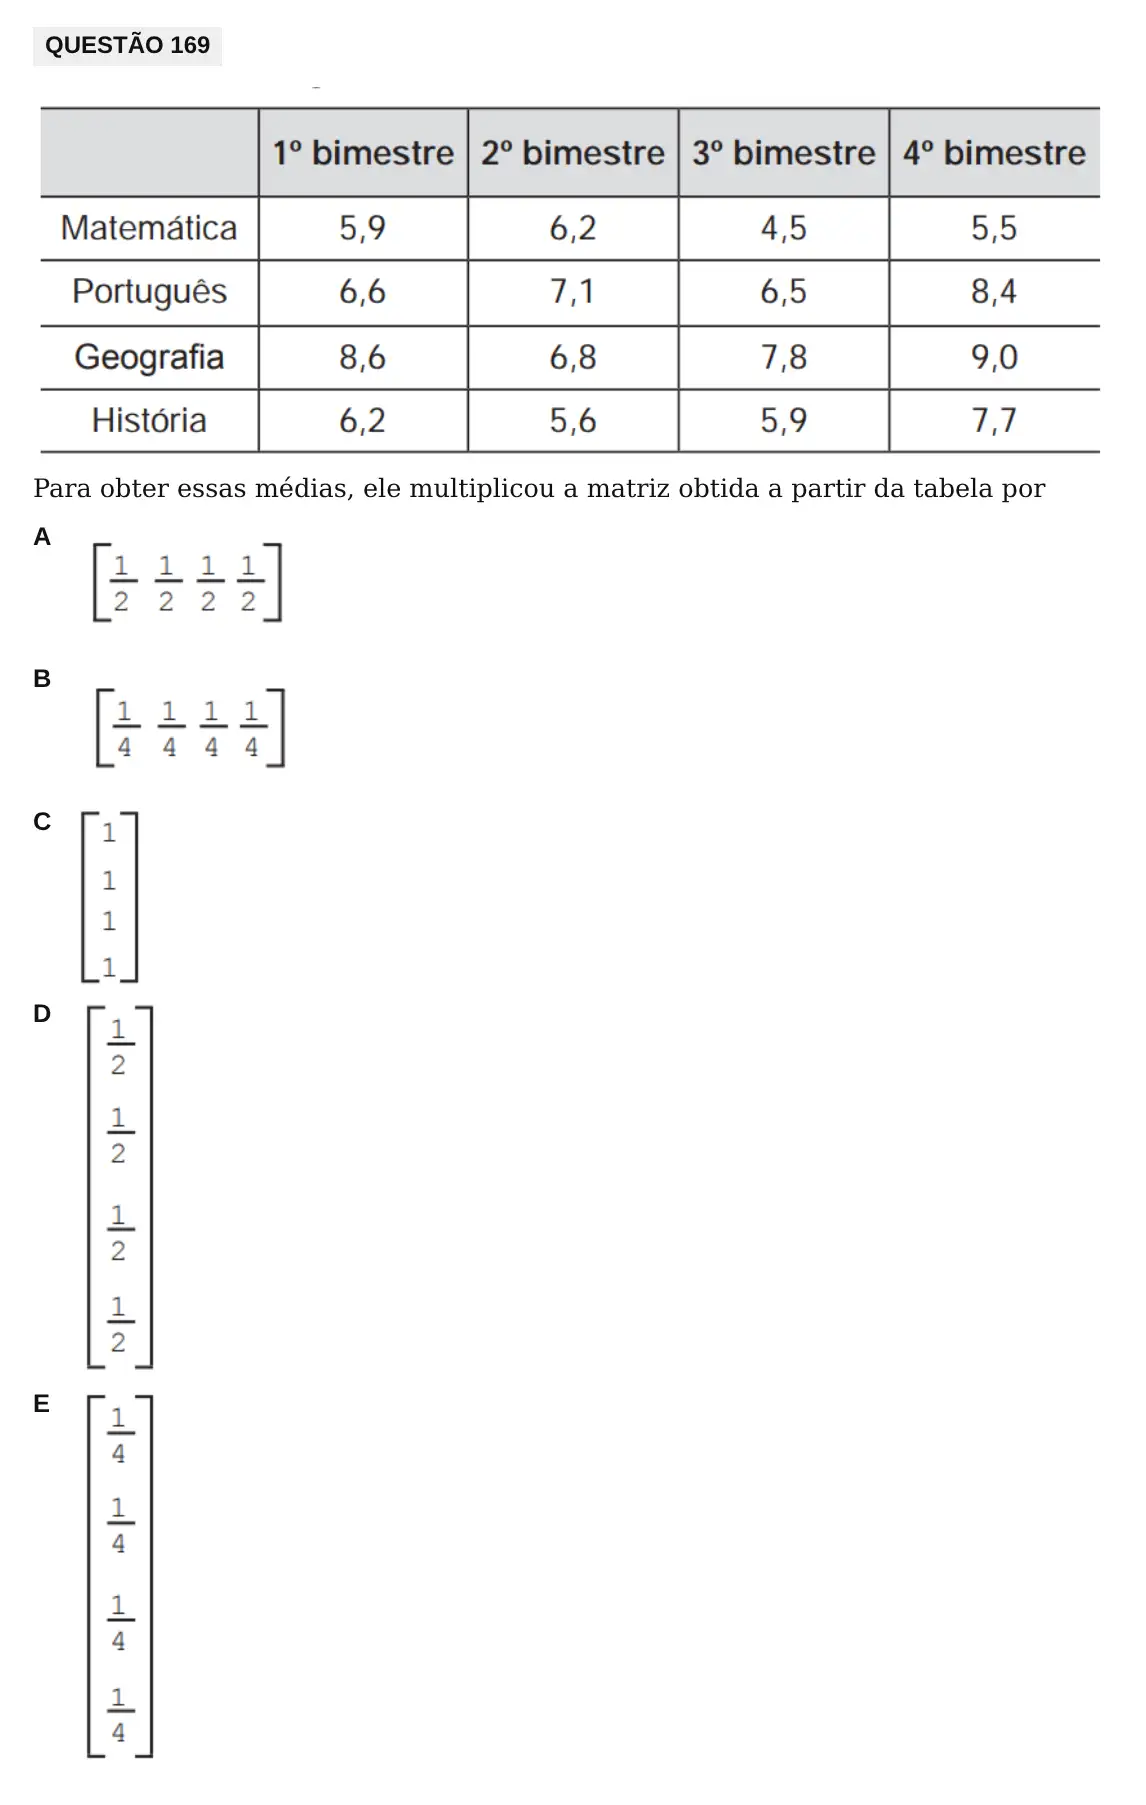 QUESTÃO 169
1º bimestre 2º bimestre 3º bimestre 4º bimestre
Matemática 5,9 6,2 4,5 5,5
Português 6,6 7,1 6,5 8,4
Geografia 8,6 6,8 7,8 9,0
História 6,2 5,6 5,9 7,7
Para obter essas médias, ele multiplicou a matriz obtida a partir da tabela por
A
1 1 1 1
2 2 2 2
B
1 1 1 1
4 4 4 4
C
1
1
1
1
D
1
2
1
2
1
2
1
2
E
1
4
1
4
1
4
1
4